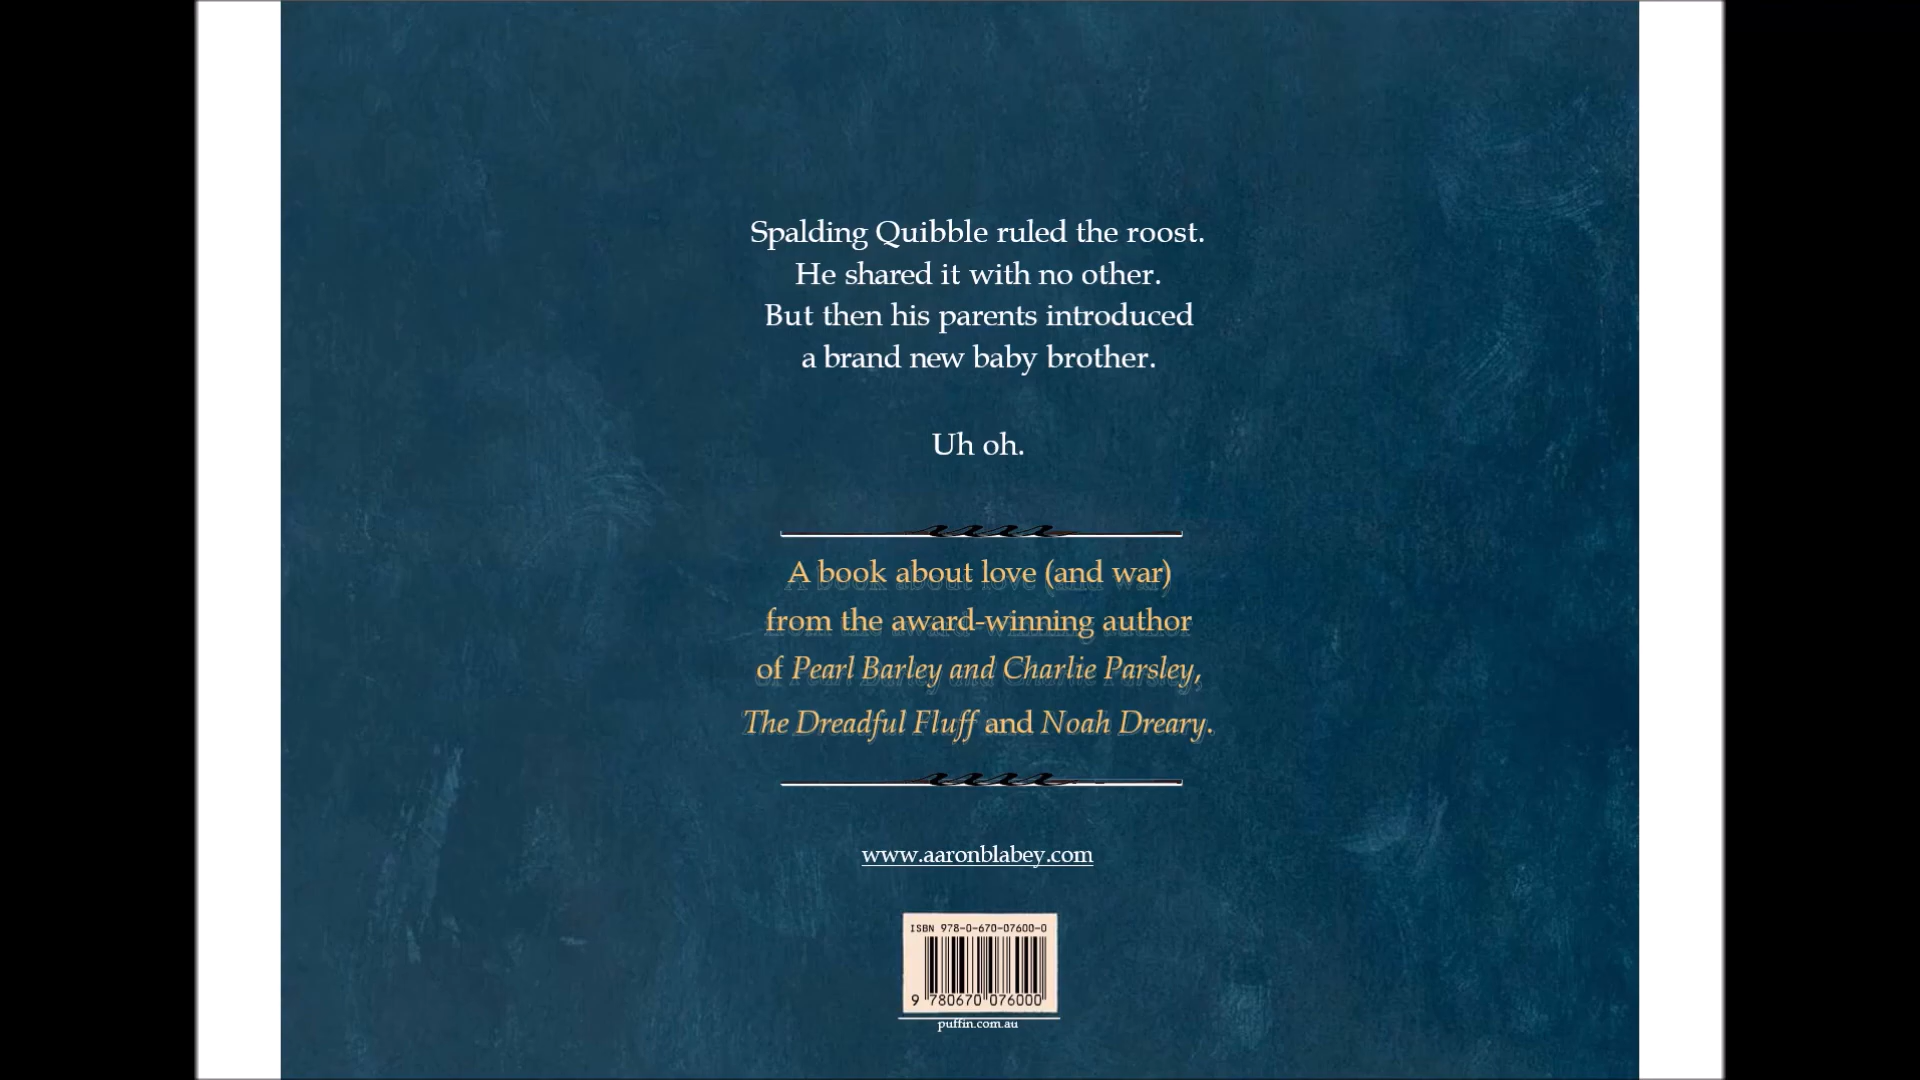 Spalding Quibble ruled the roost.
He shared it with no other.
But then his parents introduced
a brand new baby brother.
Uh oh.
A book about love (and war)
from the award-winning author
of Pearl Barley and Charlie Parsley,
The Dreadful Fluff and Noah Dreary.
www.aaronblabey.com
ISBN 978-0-670-07600-0
9 780670 076000
puffin.com.au